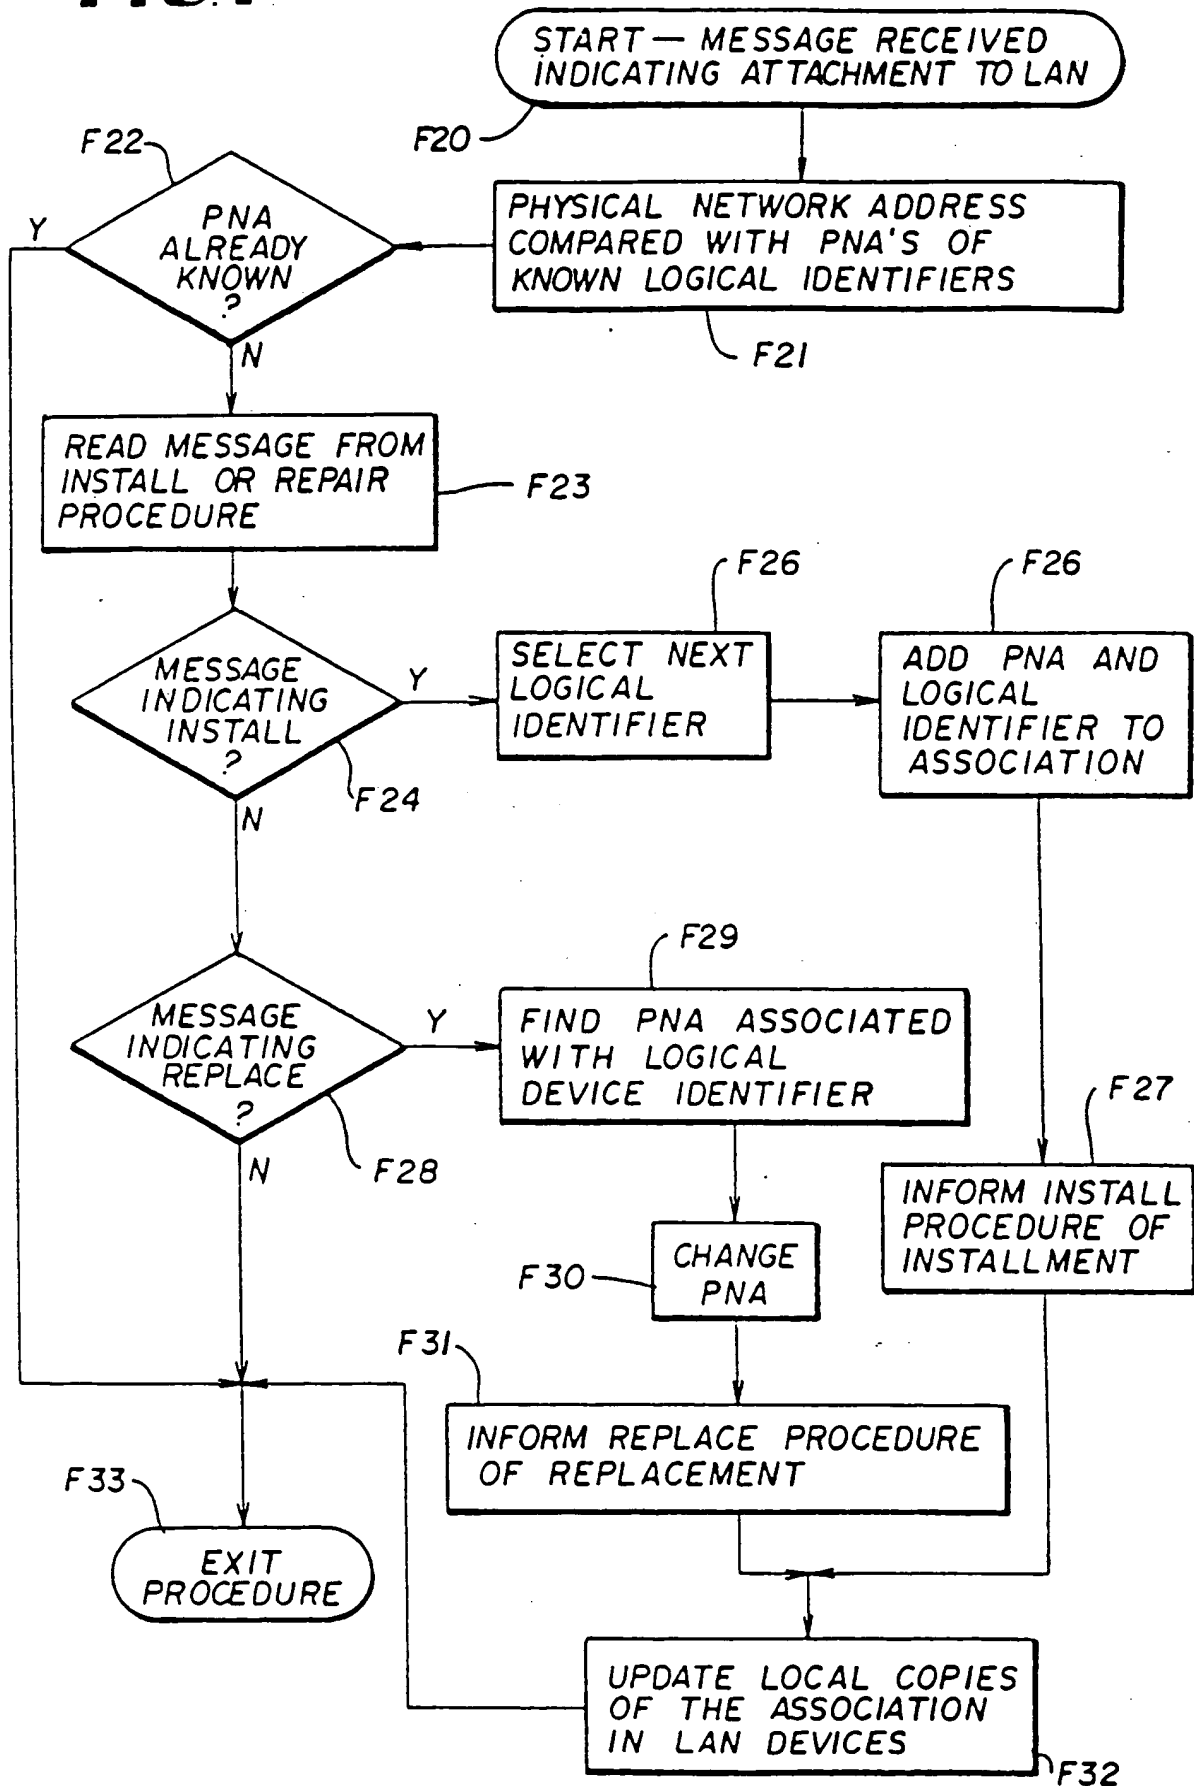 START — MESSAGE RECEIVED
INDICATING ATTACHMENT TO LAN
F20
F22
PHYSICAL NETWORK ADDRESS
COMPARED WITH PNA'S OF
KNOWN LOGICAL IDENTIFIERS
F21
Y
PNA
ALREADY
KNOWN
?
N
READ MESSAGE FROM
INSTALL OR REPAIR
PROCEDURE
F23
MESSAGE
INDICATING
INSTALL
?
Y
F24
N
F26
SELECT NEXT
LOGICAL
IDENTIFIER
F26
ADD PNA AND
LOGICAL
IDENTIFIER TO
ASSOCIATION
MESSAGE
INDICATING
REPLACE
?
Y
F28
N
F29
FIND PNA ASSOCIATED
WITH LOGICAL
DEVICE IDENTIFIER
F27
INFORM INSTALL
PROCEDURE OF
INSTALLMENT
F30
CHANGE
PNA
F31
INFORM REPLACE PROCEDURE
OF REPLACEMENT
F33
EXIT
PROCEDURE
UPDATE LOCAL COPIES
OF THE ASSOCIATION
IN LAN DEVICES
F32